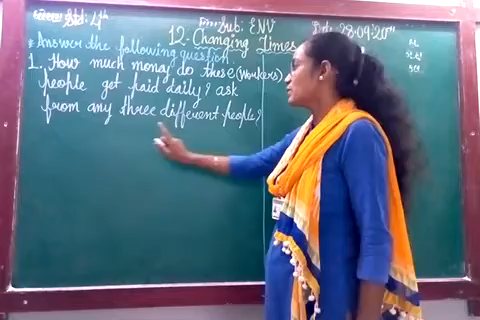 Std: 4th
Sub: ENV
Dt: 28:09:20
12. Changing Times
* Answer the following question.
1. How much money do these (workers)
people get paid daily? ask
from any three different people?